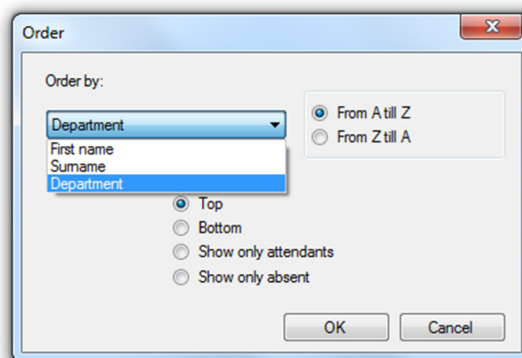 Order
Order by:
Department
From A till Z
From Z till A
First name
Surname
Department
Top
Bottom
Show only attendants
Show only absent
OK
Cancel